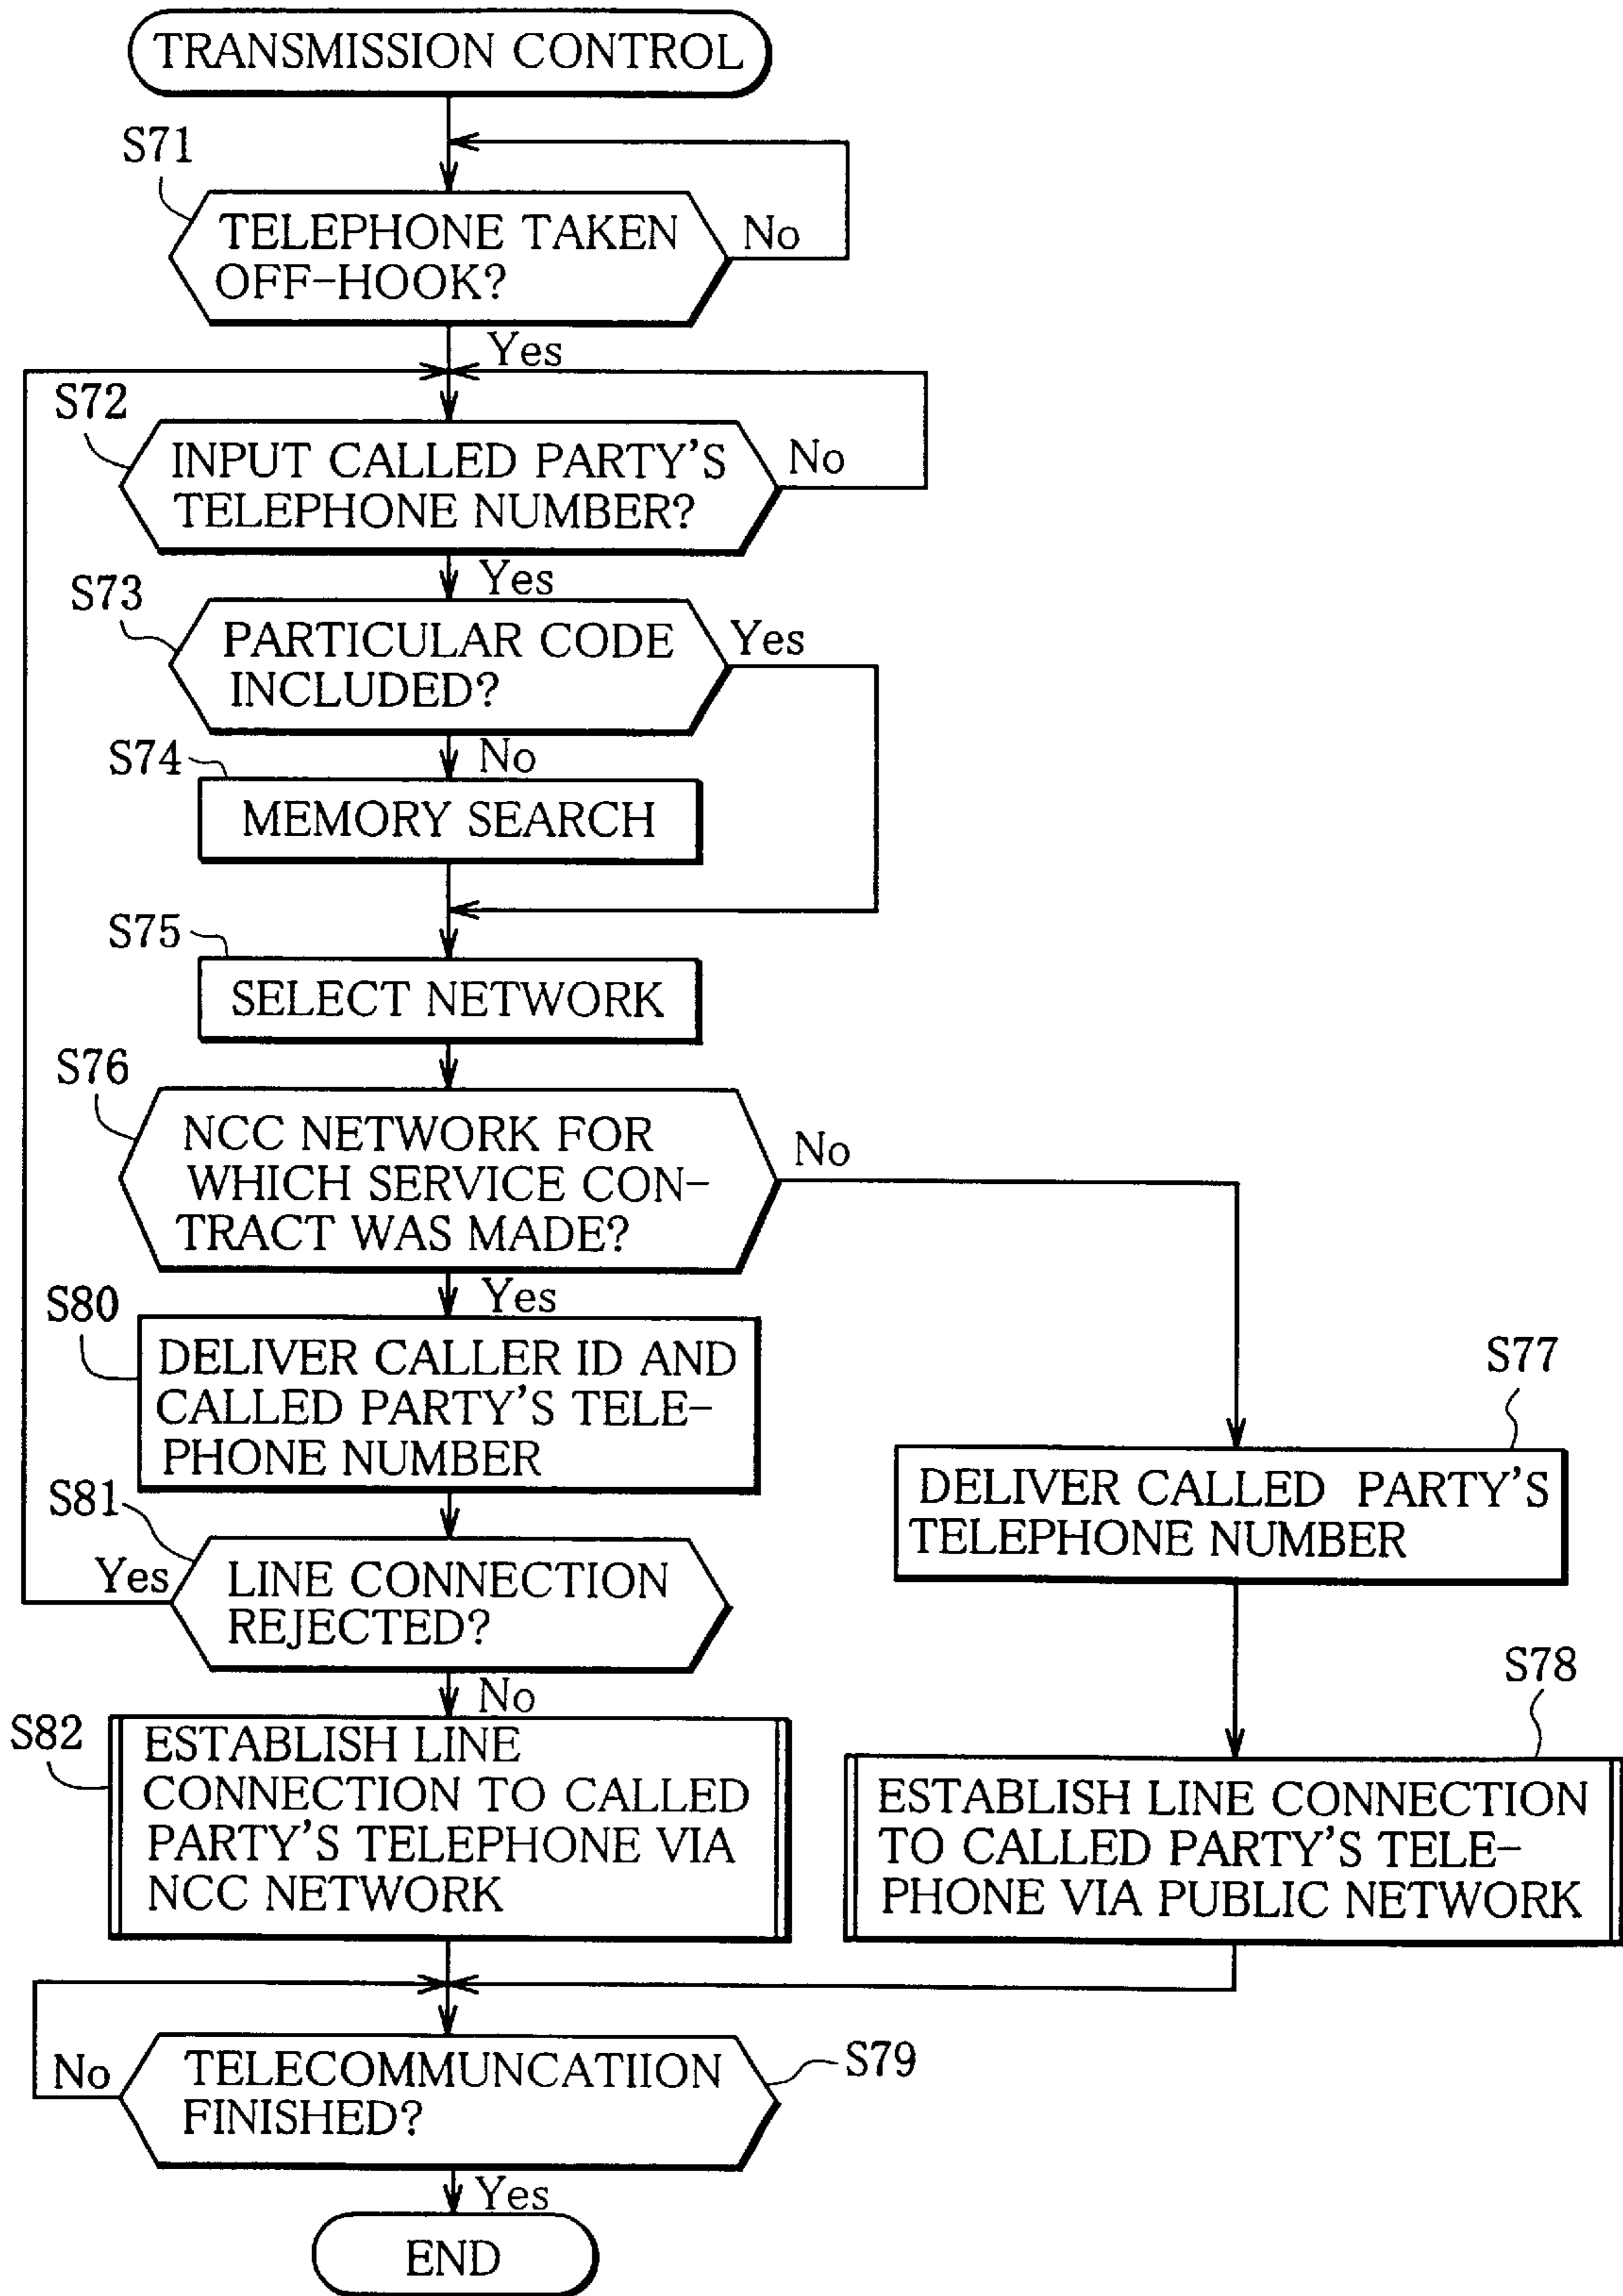 TRANSMISSION CONTROL
S71
TELEPHONE TAKEN
OFF-HOOK?
No
Yes
S72
INPUT CALLED PARTY'S
TELEPHONE NUMBER?
No
Yes
S73
PARTICULAR CODE
INCLUDED?
Yes
No
S74
MEMORY SEARCH
S75
SELECT NETWORK
S76
NCC NETWORK FOR
WHICH SERVICE CON-
TRACT WAS MADE?
No
Yes
S80
DELIVER CALLER ID AND
CALLED PARTY'S TELE-
PHONE NUMBER
S77
DELIVER CALLED PARTY'S
TELEPHONE NUMBER
S81
Yes
LINE CONNECTION
REJECTED?
No
S82
ESTABLISH LINE
CONNECTION TO CALLED
PARTY'S TELEPHONE VIA
NCC NETWORK
S78
ESTABLISH LINE CONNECTION
TO CALLED PARTY'S TELE-
PHONE VIA PUBLIC NETWORK
No
TELECOMMUNCATIION
FINISHED?
S79
Yes
END